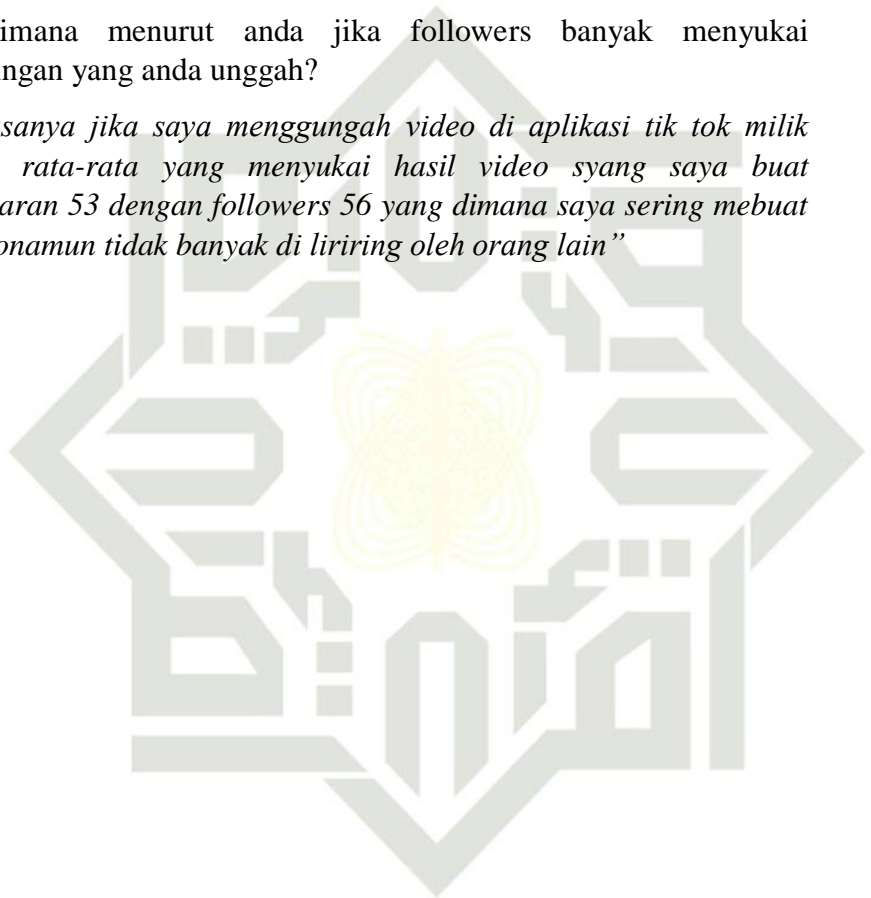 imana menurut anda jika followers banyak menyukai
ngan yang anda unggah?
sanya jika saya menggungah video di aplikasi tik tok milik
rata-rata yang menyukai hasil video syang saya buat
aran 53 dengan followers 56 yang dimana saya sering mebuat
onamun tidak banyak di liriring oleh orang lain”